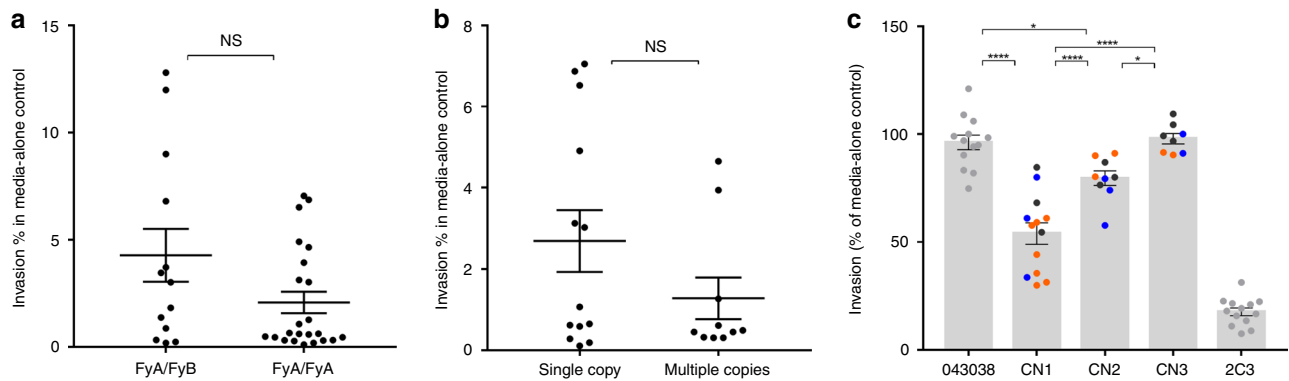 a
Invasion % in media-alone control
15
10
5
0
NS
FyA/FyB
FyA/FyA
b
Invasion % in media-alone control
8
6
4
2
0
NS
Single copy
Multiple copies
c
Invasion (% of media-alone control)
150
100
50
0
*
****
****
****
*
043038
CN1
CN2
CN3
2C3